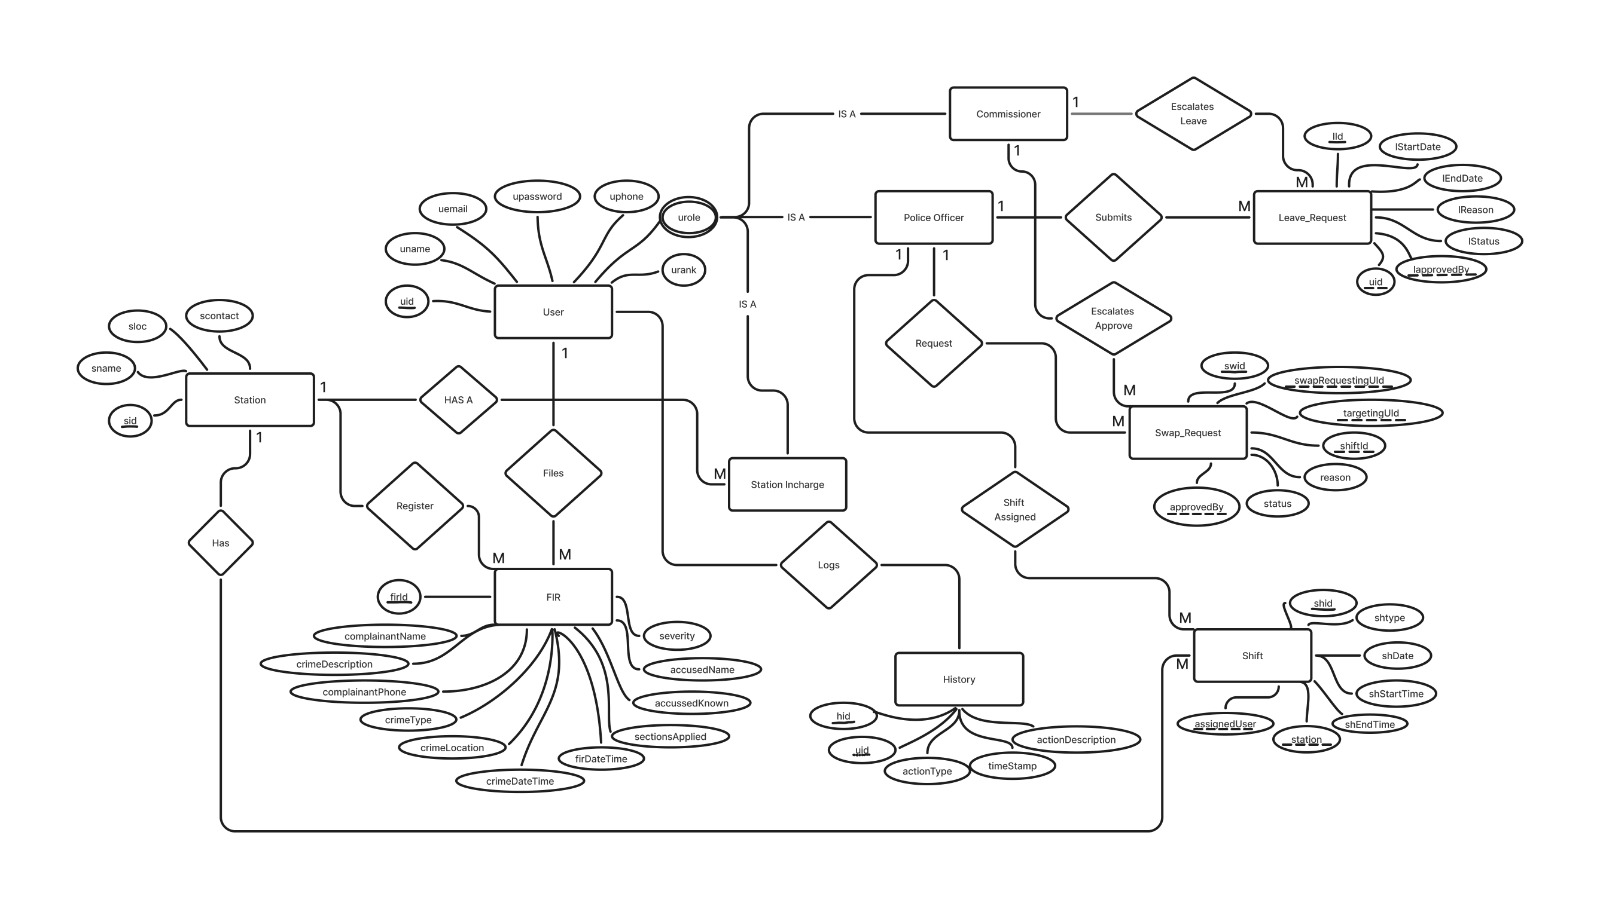 Commissioner
1
Escalates
Leave
IS A
1
lId
lStartDate
M
lEndDate
upassword
uphone
uemail
urole
IS A
Police Officer
1
Submits
M
Leave_Request
lReason
lStatus
uname
urank
1
1
lapprovedBy
uid
uid
User
IS A
Escalates
Approve
scontact
sloc
1
Request
sname
swid
swapRequestingUId
Station
1
HAS A
M
targetingUId
sid
M
Swap_Request
1
shiftId
Files
M
Station Incharge
reason
Register
approvedBy
status
Shift
Assigned
Has
M
M
Logs
firId
FIR
shid
M
shtype
complainantName
severity
Shift
shDate
M
crimeDescription
accusedName
complainantPhone
History
shStartTime
accussedKnown
crimeType
hid
assignedUser
shEndTime
sectionsApplied
station
crimeLocation
uid
actionDescription
firDateTime
actionType
timeStamp
crimeDateTime